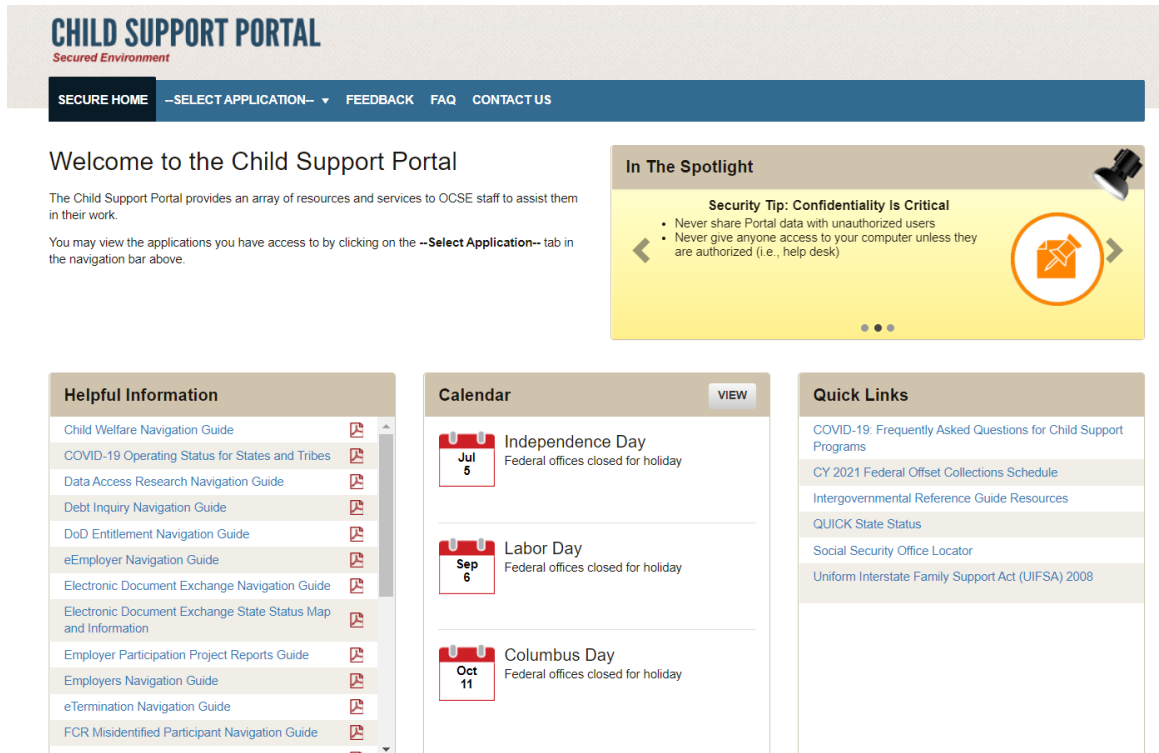 CHILD SUPPORT PORTAL
Secured Environment
SECURE HOME --SELECT APPLICATION-- FEEDBACK FAQ CONTACT US
Welcome to the Child Support Portal
The Child Support Portal provides an array of resources and services to OCSE staff to assist them
in their work.
You may view the applications you have access to by clicking on the --Select Application-- tab in
the navigation bar above.
In The Spotlight
Security Tip: Confidentiality Is Critical
• Never share Portal data with unauthorized users
• Never give anyone access to your computer unless they
are authorized (i.e., help desk)
Helpful Information
Child Welfare Navigation Guide
COVID-19 Operating Status for States and Tribes
Data Access Research Navigation Guide
Debt Inquiry Navigation Guide
DoD Entitlement Navigation Guide
eEmployer Navigation Guide
Electronic Document Exchange Navigation Guide
Electronic Document Exchange State Status Map
and Information
Employer Participation Project Reports Guide
Employers Navigation Guide
eTermination Navigation Guide
FCR Misidentified Participant Navigation Guide
Calendar
VIEW
Jul
5
Independence Day
Federal offices closed for holiday
Sep
6
Labor Day
Federal offices closed for holiday
Oct
11
Columbus Day
Federal offices closed for holiday
Quick Links
COVID-19: Frequently Asked Questions for Child Support
Programs
CY 2021 Federal Offset Collections Schedule
Intergovernmental Reference Guide Resources
QUICK State Status
Social Security Office Locator
Uniform Interstate Family Support Act (UIFSA) 2008